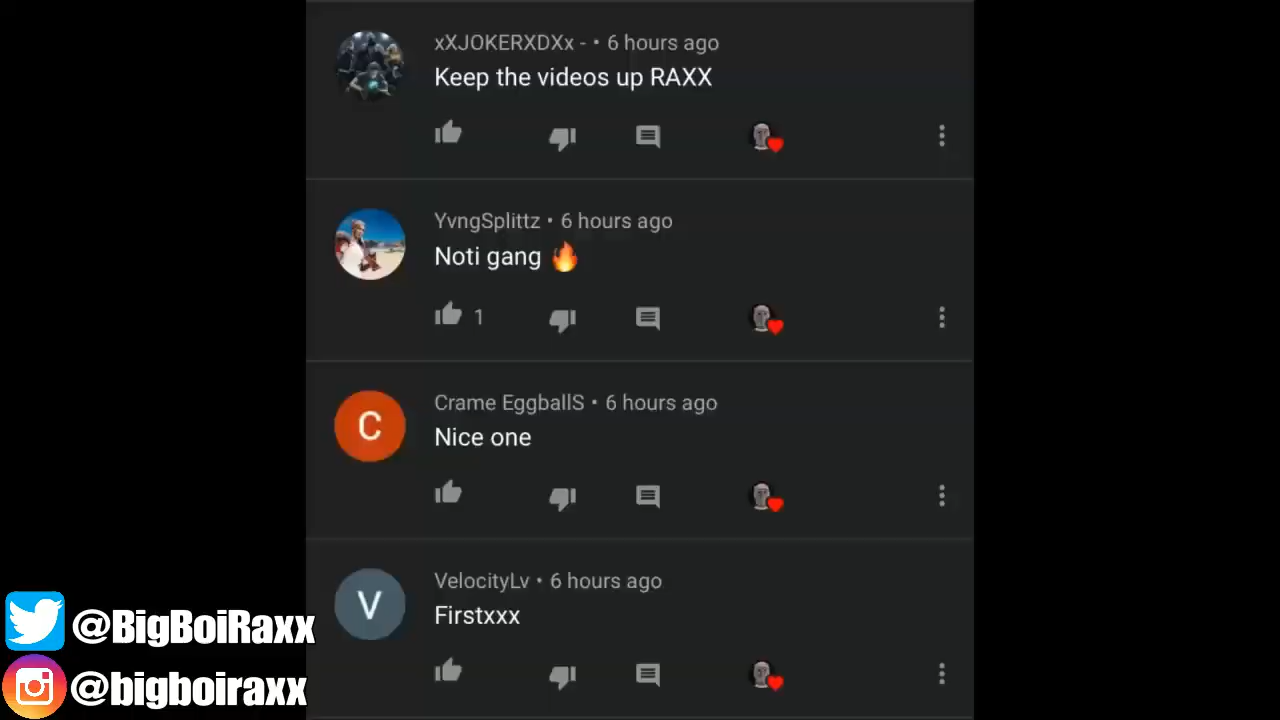 xXJOKERXDXx - • 6 hours ago
Keep the videos up RAXX
YvngSplittz • 6 hours ago
Noti gang 🔥
1
Crame EggballS • 6 hours ago
C
Nice one
VelocityLv • 6 hours ago
V
Firstxxx
@BigBoiRaxx
@bigboiraxx